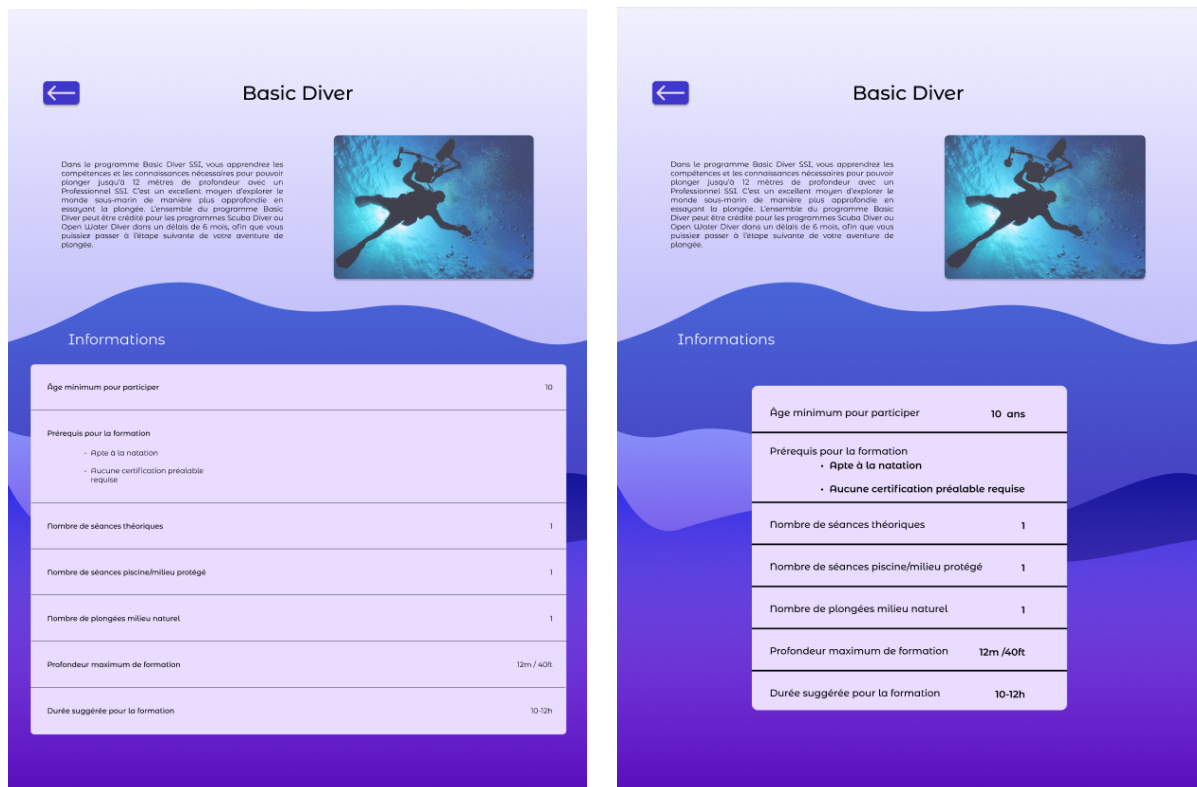 Basic Diver
Dans le programme Basic Diver SSI, vous apprendrez les
compétences et les connaissances nécessaires pour pouvoir
plonger jusqu'à 12 mètres de profondeur avec un
Professionnel SSI. C'est un excellent moyen d'explorer le
monde sous-marin de manière plus approfondie en
essayant la plongée. L'ensemble du programme Basic
Diver peut être crédité pour les programmes Scuba Diver ou
Open Water Diver dans un délais de 6 mois, afin que vous
puissiez passer à l'étape suivante de votre aventure de
plongée.
Informations
Âge minimum pour participer 10
Prérequis pour la formation
- Apte à la natation
- Aucune certification préalable
requise
Nombre de séances théoriques 1
Nombre de séances piscine/milieu protégé 1
Nombre de plongées milieu naturel 1
Profondeur maximum de formation 12m / 40ft
Durée suggérée pour la formation 10-12h
Basic Diver
Dans le programme Basic Diver SSI, vous apprendrez les
compétences et les connaissances nécessaires pour pouvoir
plonger jusqu'à 12 mètres de profondeur avec un
Professionnel SSI. C'est un excellent moyen d'explorer le
monde sous-marin de manière plus approfondie en
essayant la plongée. L'ensemble du programme Basic
Diver peut être crédité pour les programmes Scuba Diver ou
Open Water Diver dans un délais de 6 mois, afin que vous
puissiez passer à l'étape suivante de votre aventure de
plongée.
Informations
Âge minimum pour participer 10 ans
Prérequis pour la formation
• Apte à la natation
• Aucune certification préalable requise
Nombre de séances théoriques 1
Nombre de séances piscine/milieu protégé 1
Nombre de plongées milieu naturel 1
Profondeur maximum de formation 12m /40ft
Durée suggérée pour la formation 10-12h